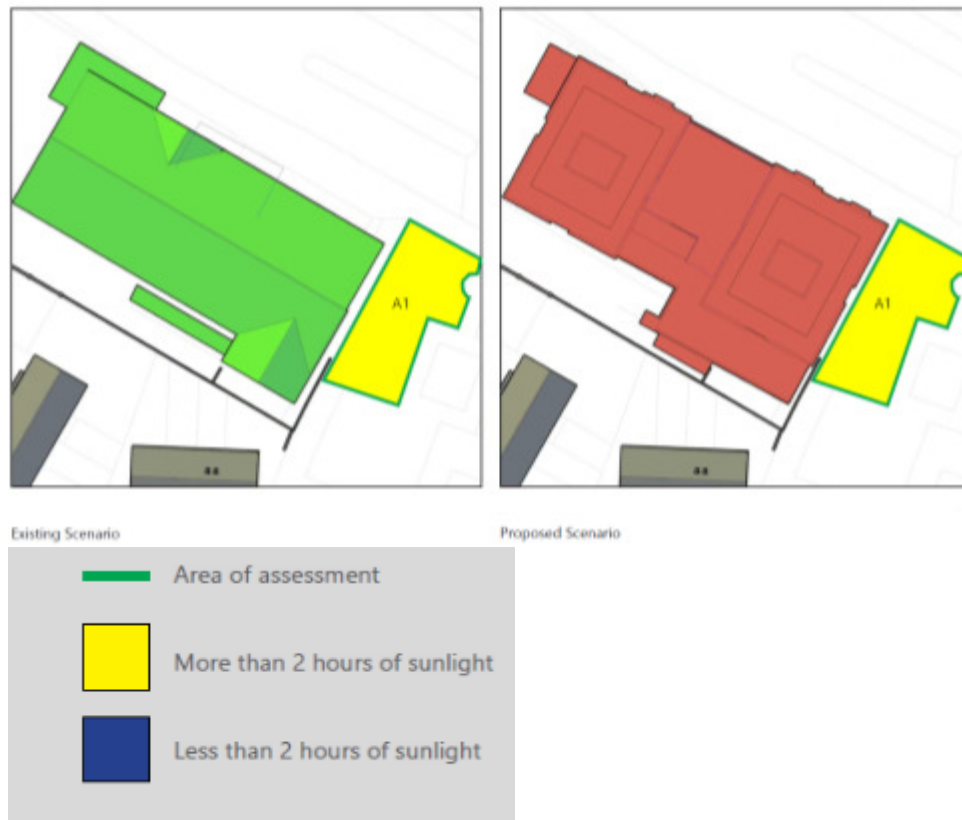 A1
A1
Existing Scenario
Proposed Scenario
Area of assessment
More than 2 hours of sunlight
Less than 2 hours of sunlight